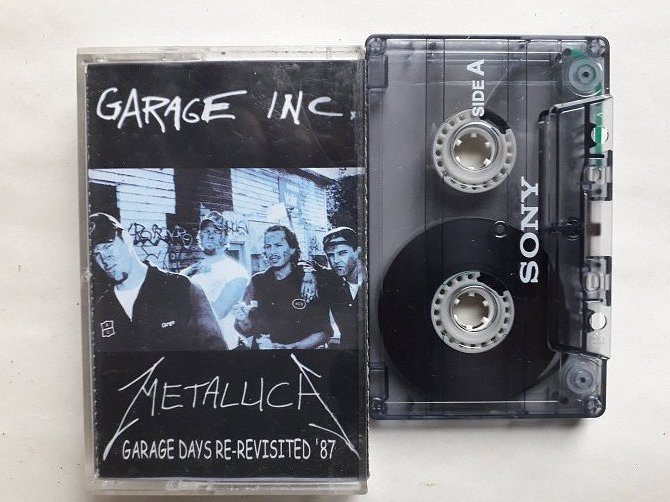 GARAGE INC.
METALLICA
GARAGE DAYS RE-REVISITED '87
SIDE A
SONY